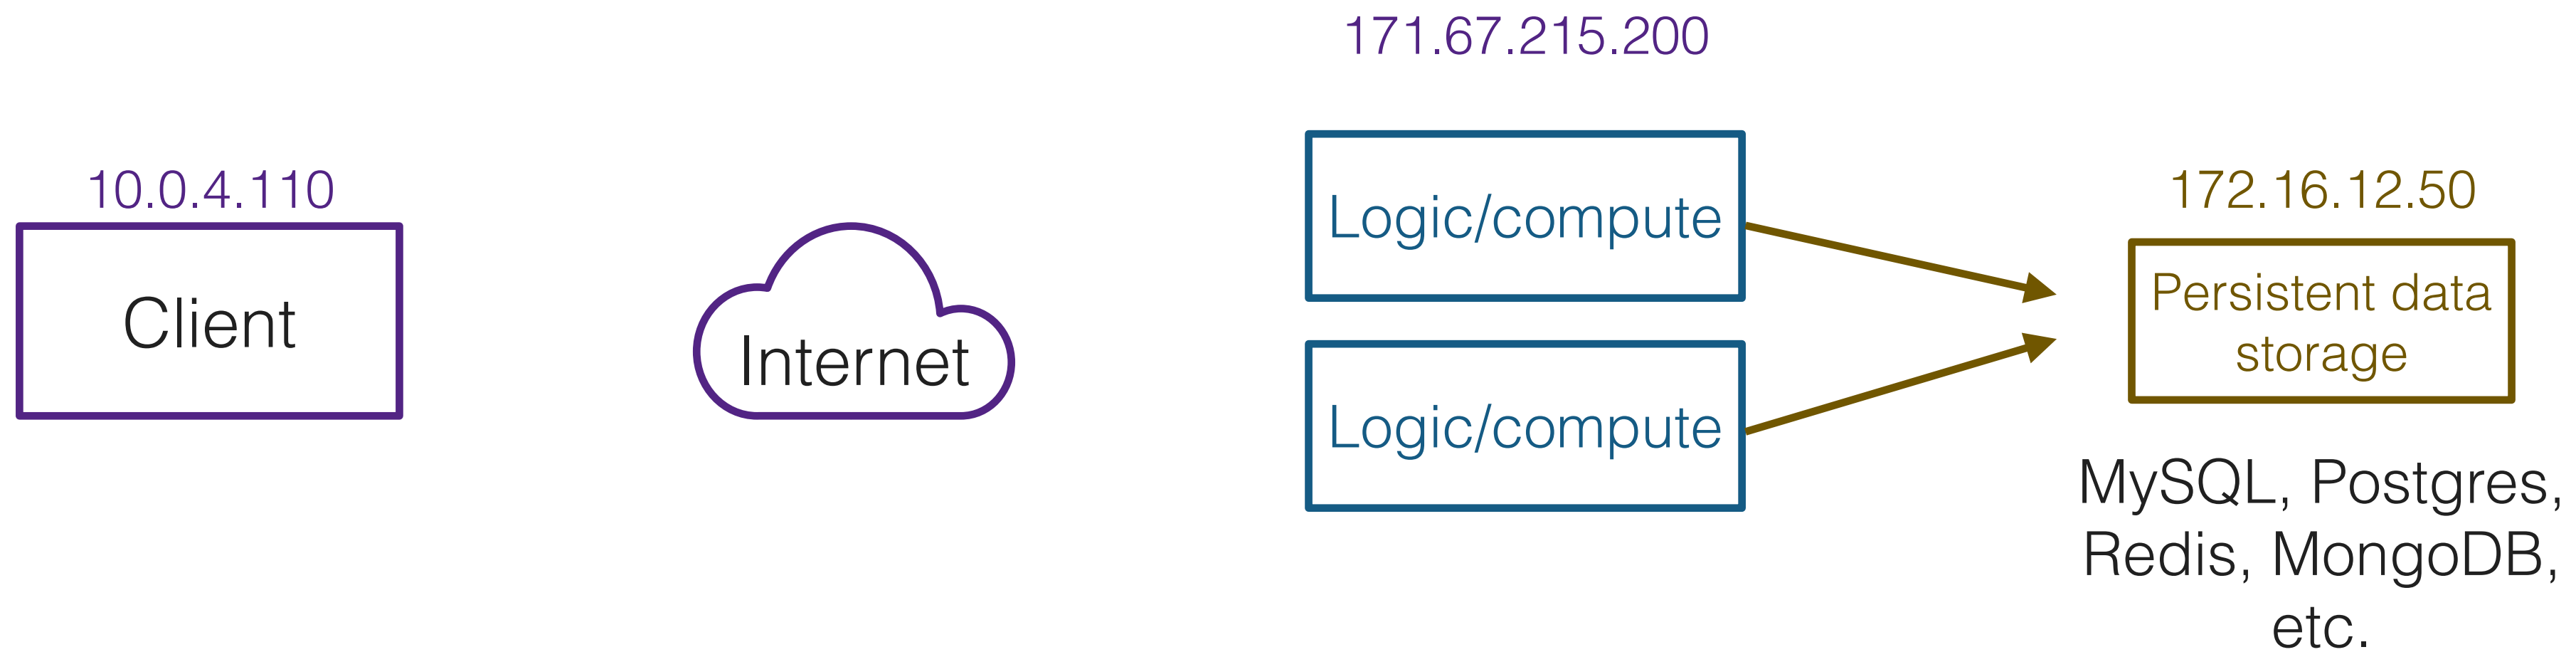 171.67.215.200
10.0.4.110
Client
Internet
Logic/compute
Logic/compute
172.16.12.50
Persistent data
storage
MySQL, Postgres,
Redis, MongoDB,
etc.